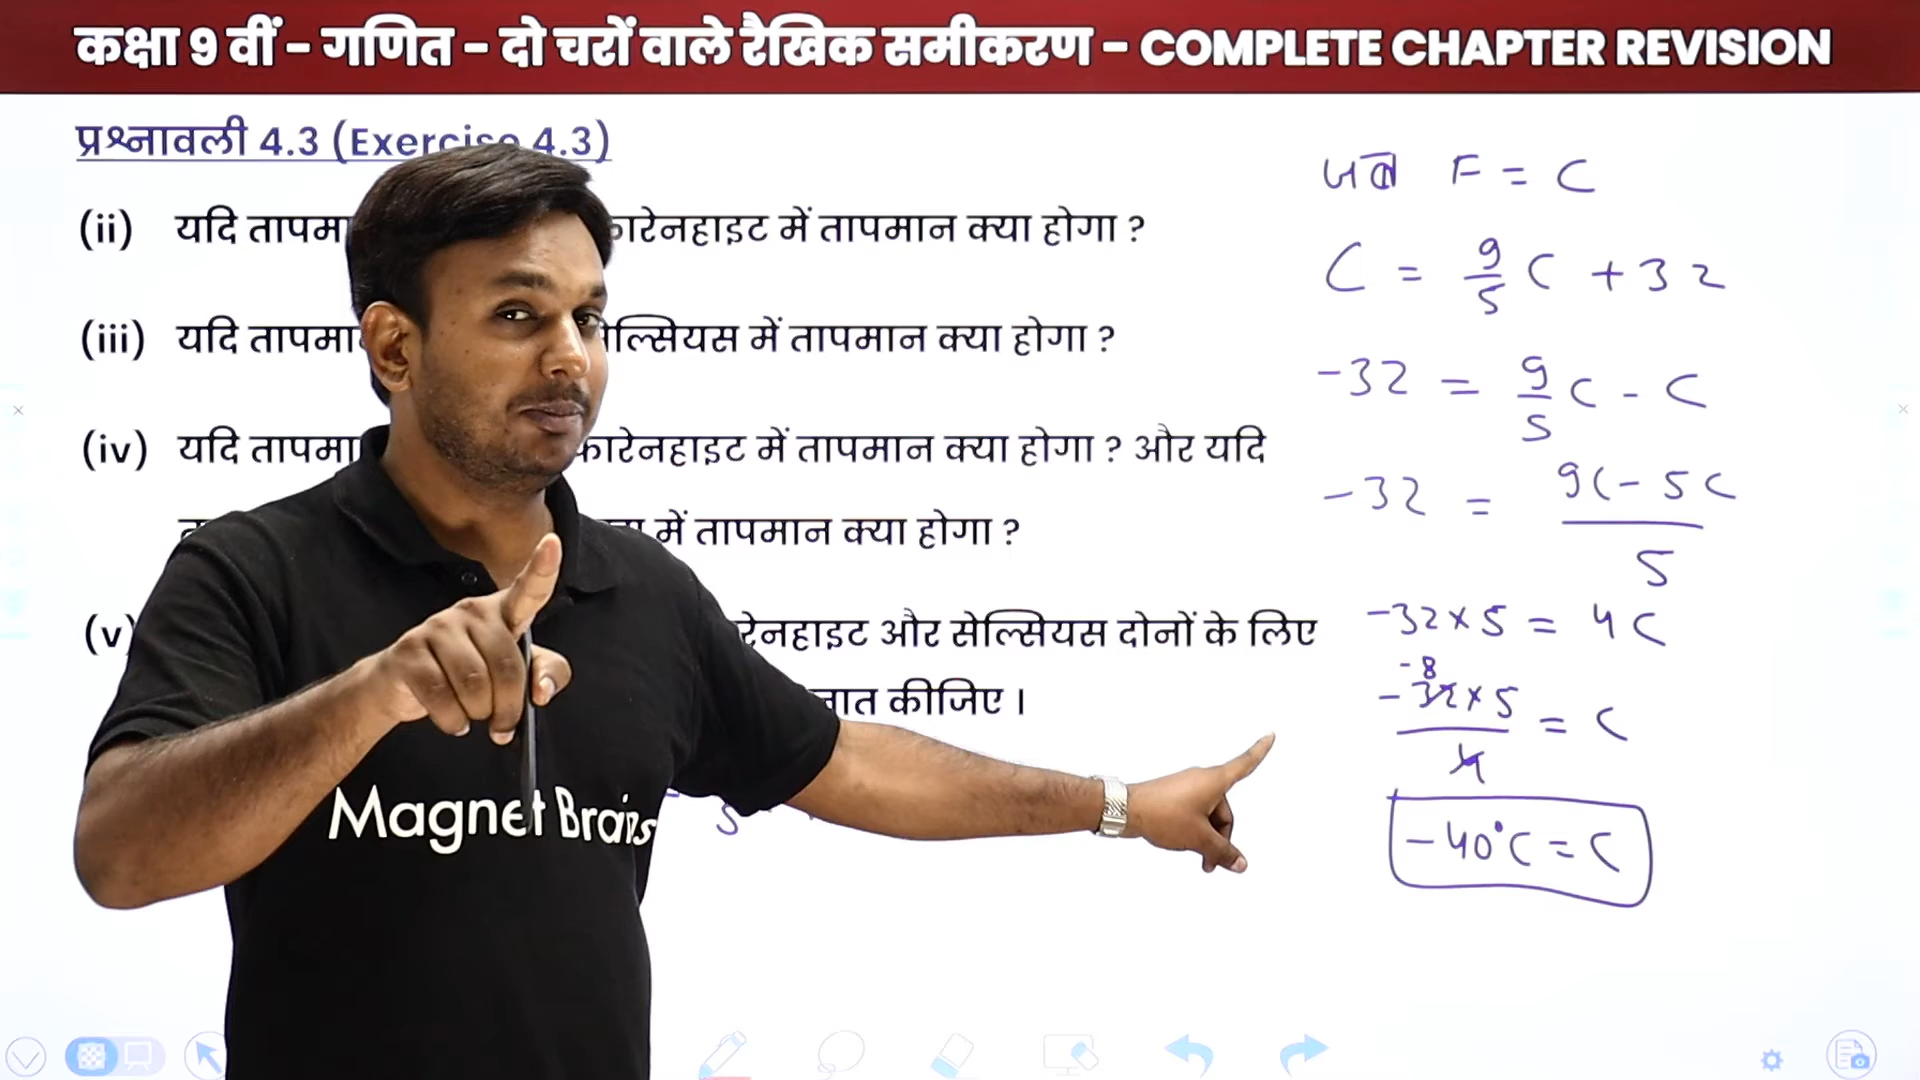 कक्षा 9 वीं – गणित – दो चरों वाले रैखिक समीकरण – COMPLETE CHAPTER REVISION
प्रश्नावली 4.3 (Exercise 4.3)
(ii) यदि तापमा फारेनहाइट में तापमान क्या होगा ?
(iii) यदि तापमा सेल्सियस में तापमान क्या होगा ?
(iv) यदि तापमा फारेनहाइट में तापमान क्या होगा ? और यदि
में तापमान क्या होगा ?
(v) रेनहाइट और सेल्सियस दोनों के लिए
ज्ञात कीजिए ।
5
Magnet Brains
जब F = C
C = 9/5 C + 32
-32 = 9/5 C - C
-32 = 9C - 5C / 5
-32 × 5 = 4C
-8
-32 × 5 / 4 = C
-40°C = C